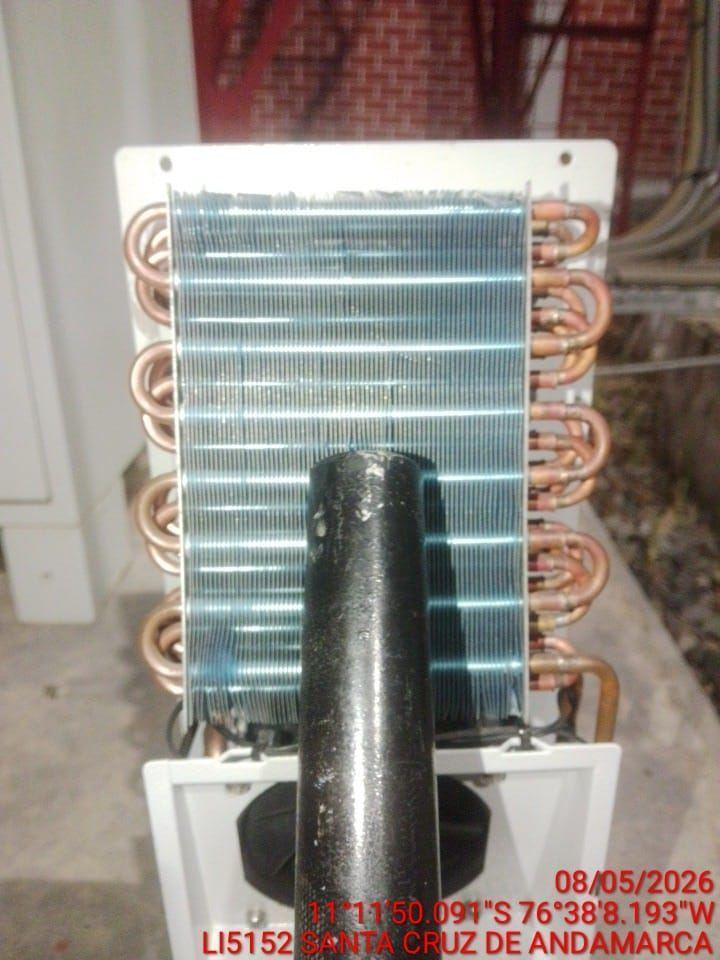 08/05/2026
11°11'50.091"S 76°38'8.193"W
LI5152 SANTA CRUZ DE ANDAMARCA